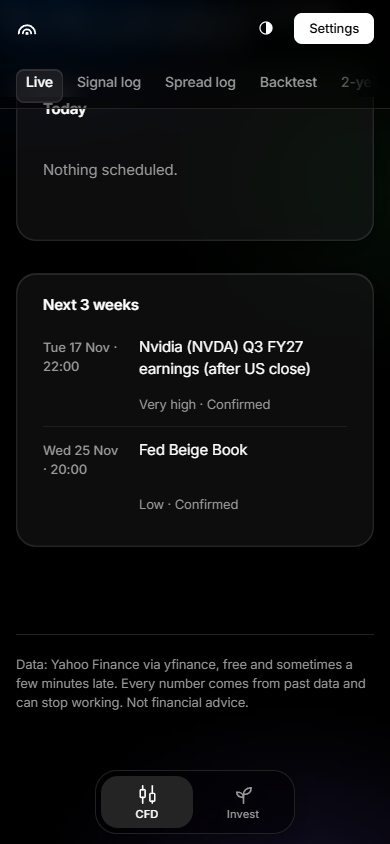 Settings
Live
Signal log
Spread log
Backtest
2-ye
Today
Nothing scheduled.
Next 3 weeks
Tue 17 Nov ·
22:00
Nvidia (NVDA) Q3 FY27
earnings (after US close)
Very high · Confirmed
Wed 25 Nov
· 20:00
Fed Beige Book
Low · Confirmed
Data: Yahoo Finance via yfinance, free and sometimes a
few minutes late. Every number comes from past data and
can stop working. Not financial advice.
CFD
Invest